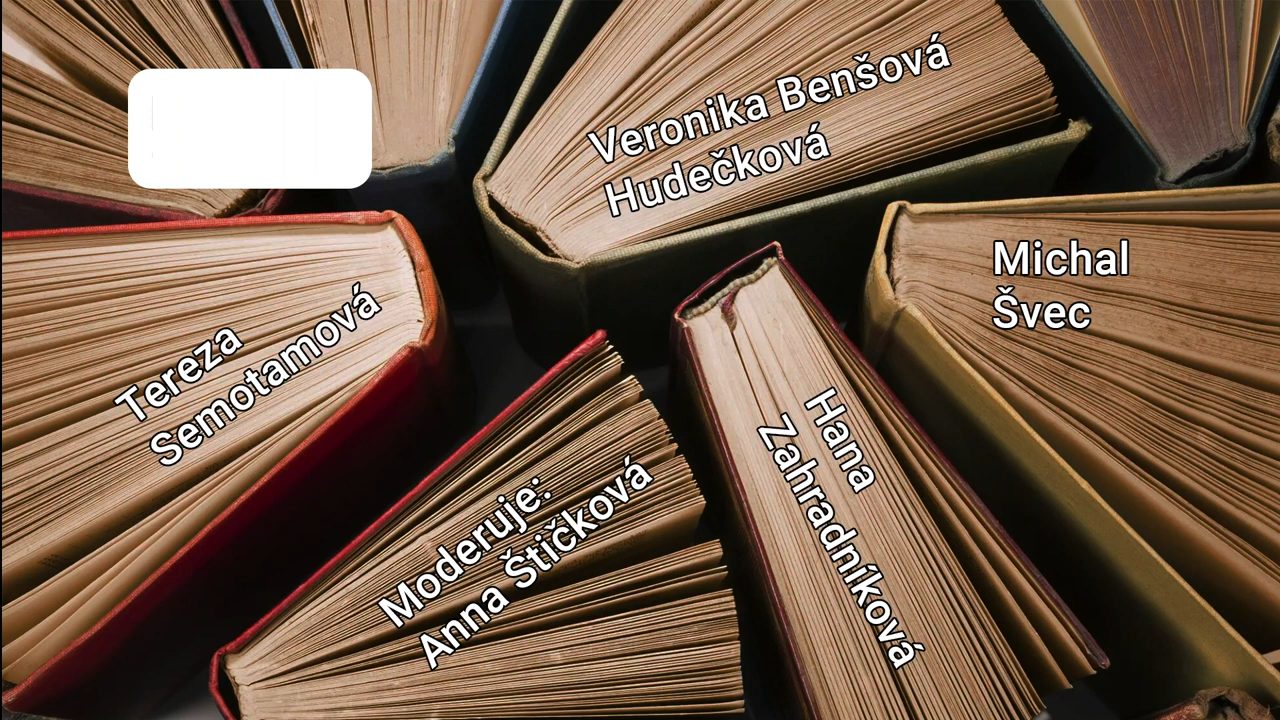 Veronika Benšová
Hudečková
Michal
Švec
Tereza
Semotamová
Hana
Zahradníková
Moderuje:
Anna Štičková